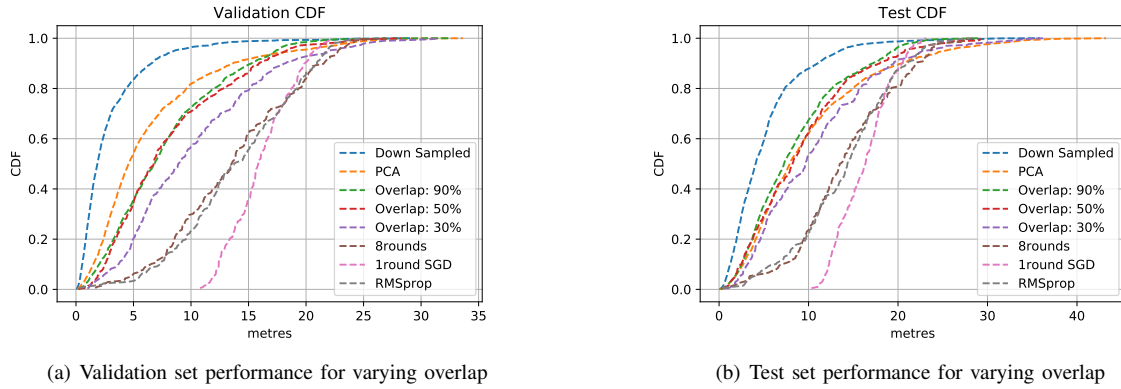 Validation CDF
1.0
0.8
0.6
0.4
0.2
0.0
CDF
Down Sampled
PCA
Overlap: 90%
Overlap: 50%
Overlap: 30%
8rounds
1round SGD
RMSprop
0 5 10 15 20 25 30 35
metres
(a) Validation set performance for varying overlap
Test CDF
1.0
0.8
0.6
0.4
0.2
0.0
CDF
Down Sampled
PCA
Overlap: 90%
Overlap: 50%
Overlap: 30%
8rounds
1round SGD
RMSprop
0 10 20 30 40
metres
(b) Test set performance for varying overlap